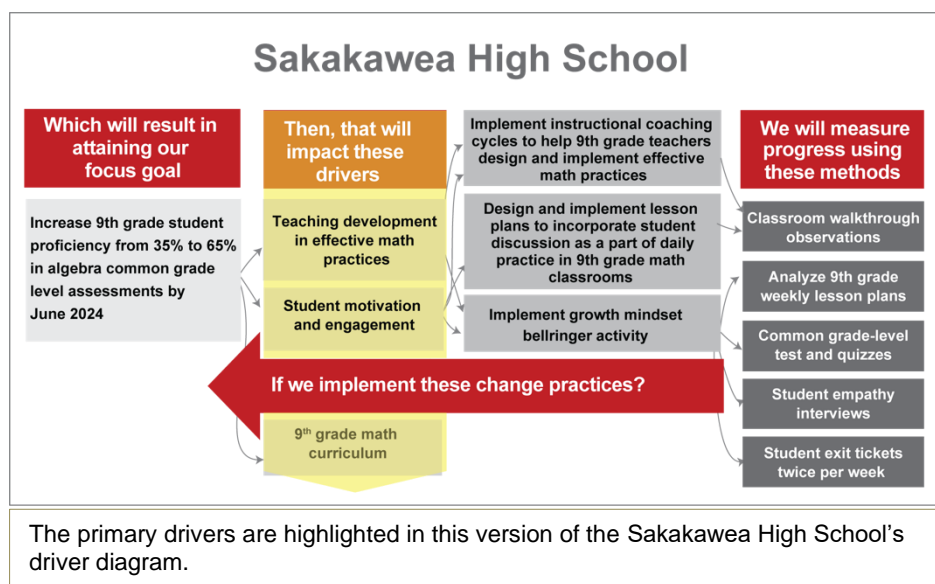 Sakakawea High School
Which will result in
attaining our
focus goal
Increase 9th grade student
proficiency from 35% to 65%
in algebra common grade
level assessments by
June 2024
Then, that will
impact these
drivers
Teaching development
in effective math
practices
Student motivation
and engagement
9th grade math
curriculum
Implement instructional coaching
cycles to help 9th grade teachers
design and implement effective
math practices
Design and implement lesson
plans to incorporate student
discussion as a part of daily
practice in 9th grade math
classrooms
Implement growth mindset
bellringer activity
If we implement these change practices?
We will measure
progress using
these methods
Classroom walkthrough
observations
Analyze 9th grade
weekly lesson plans
Common grade-level
test and quizzes
Student empathy
interviews
Student exit tickets
twice per week
The primary drivers are highlighted in this version of the Sakakawea High School's
driver diagram.